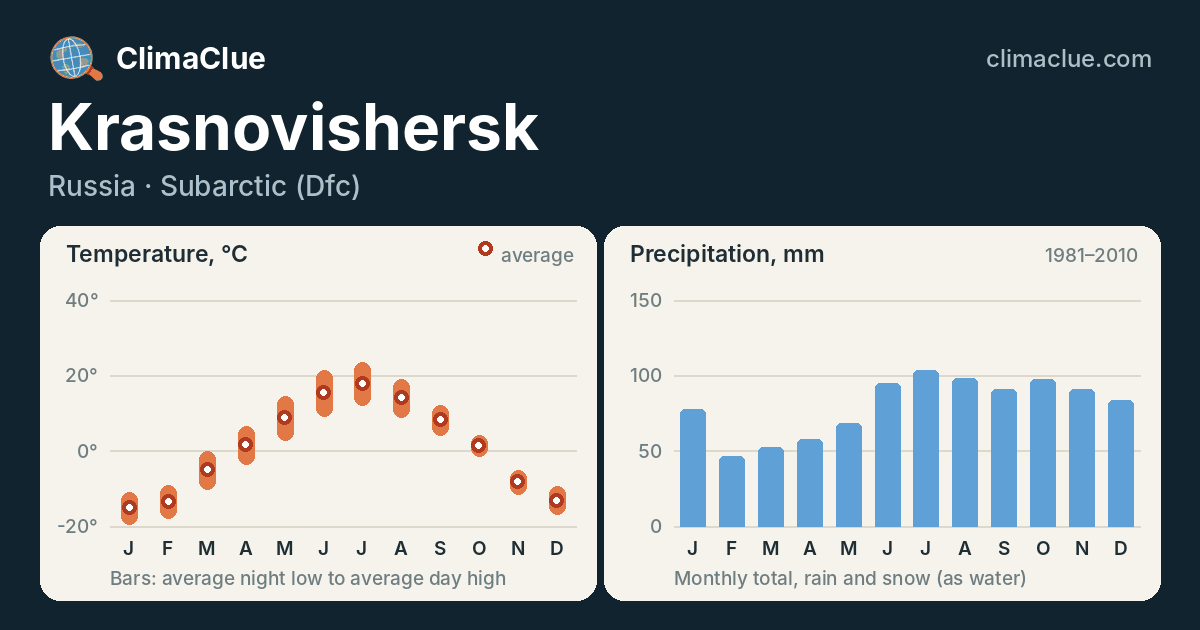 ClimaClue
climaclue.com
Krasnovishersk
Russia · Subarctic (Dfc)
Temperature, °C
average
40°
20°
0°
-20°
J F M A M J J A S O N D
Bars: average night low to average day high
Precipitation, mm
1981–2010
150
100
50
0
J F M A M J J A S O N D
Monthly total, rain and snow (as water)